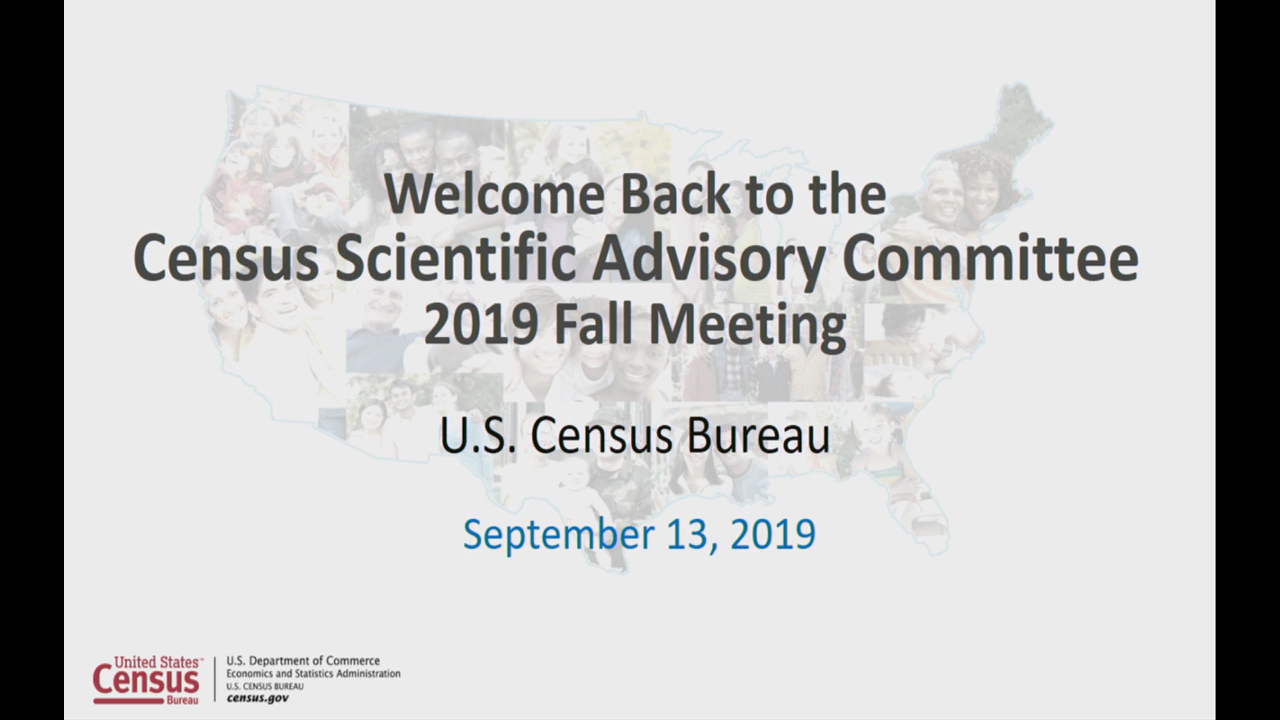 Welcome Back to the
Census Scientific Advisory Committee
2019 Fall Meeting
U.S. Census Bureau
September 13, 2019
United States™
Census
Bureau
U.S. Department of Commerce
Economics and Statistics Administration
U.S. CENSUS BUREAU
census.gov